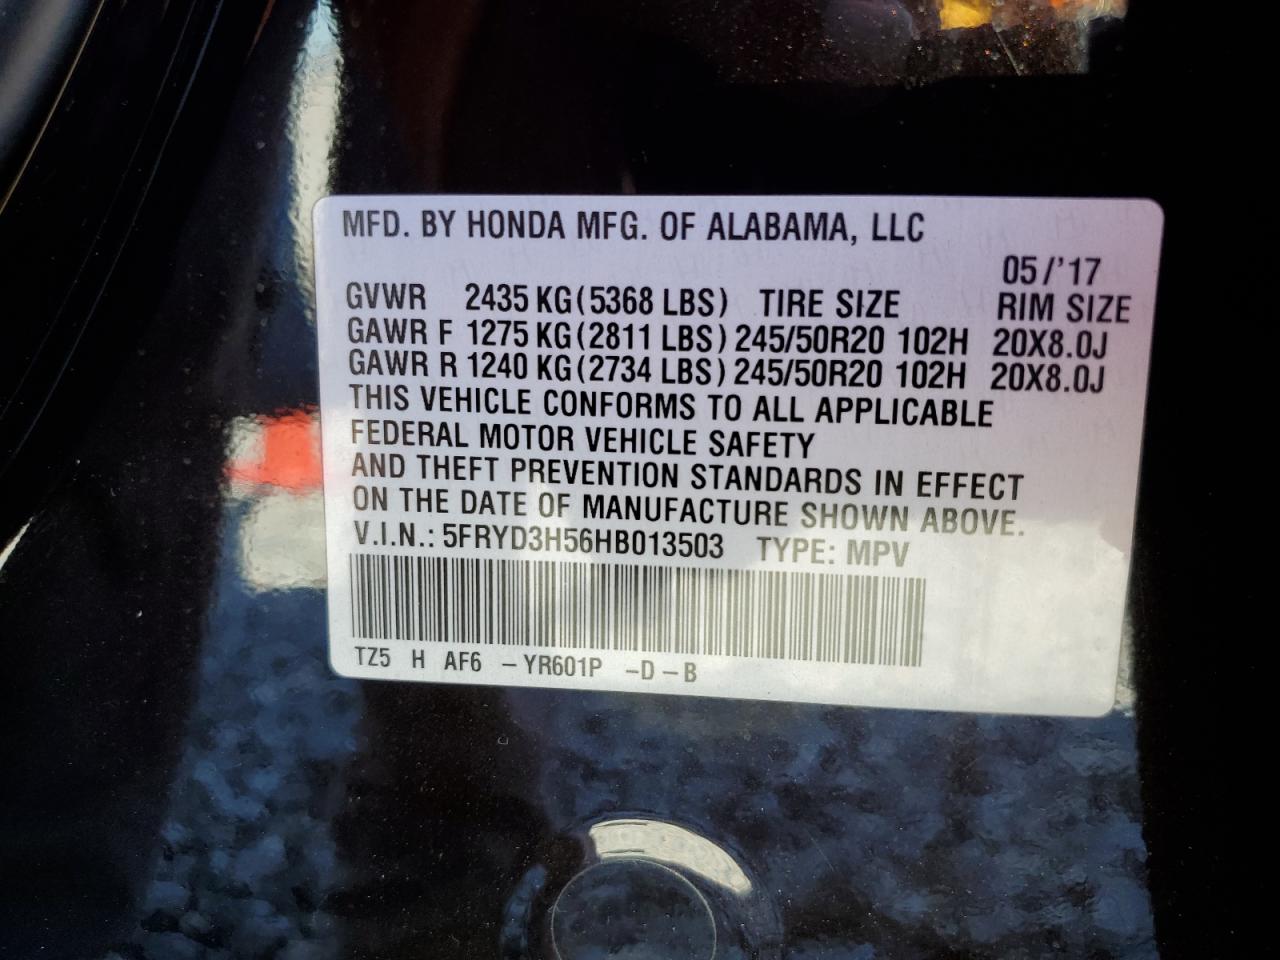 MFD. BY HONDA MFG. OF ALABAMA, LLC
05/'17
GVWR 2435 KG(5368 LBS) TIRE SIZE RIM SIZE
GAWR F 1275 KG(2811 LBS) 245/50R20 102H 20X8.0J
GAWR R 1240 KG(2734 LBS) 245/50R20 102H 20X8.0J
THIS VEHICLE CONFORMS TO ALL APPLICABLE
FEDERAL MOTOR VEHICLE SAFETY
AND THEFT PREVENTION STANDARDS IN EFFECT
ON THE DATE OF MANUFACTURE SHOWN ABOVE.
V.I.N.: 5FRYD3H56HB013503 TYPE: MPV
TZ5 H AF6 -YR601P -D-B